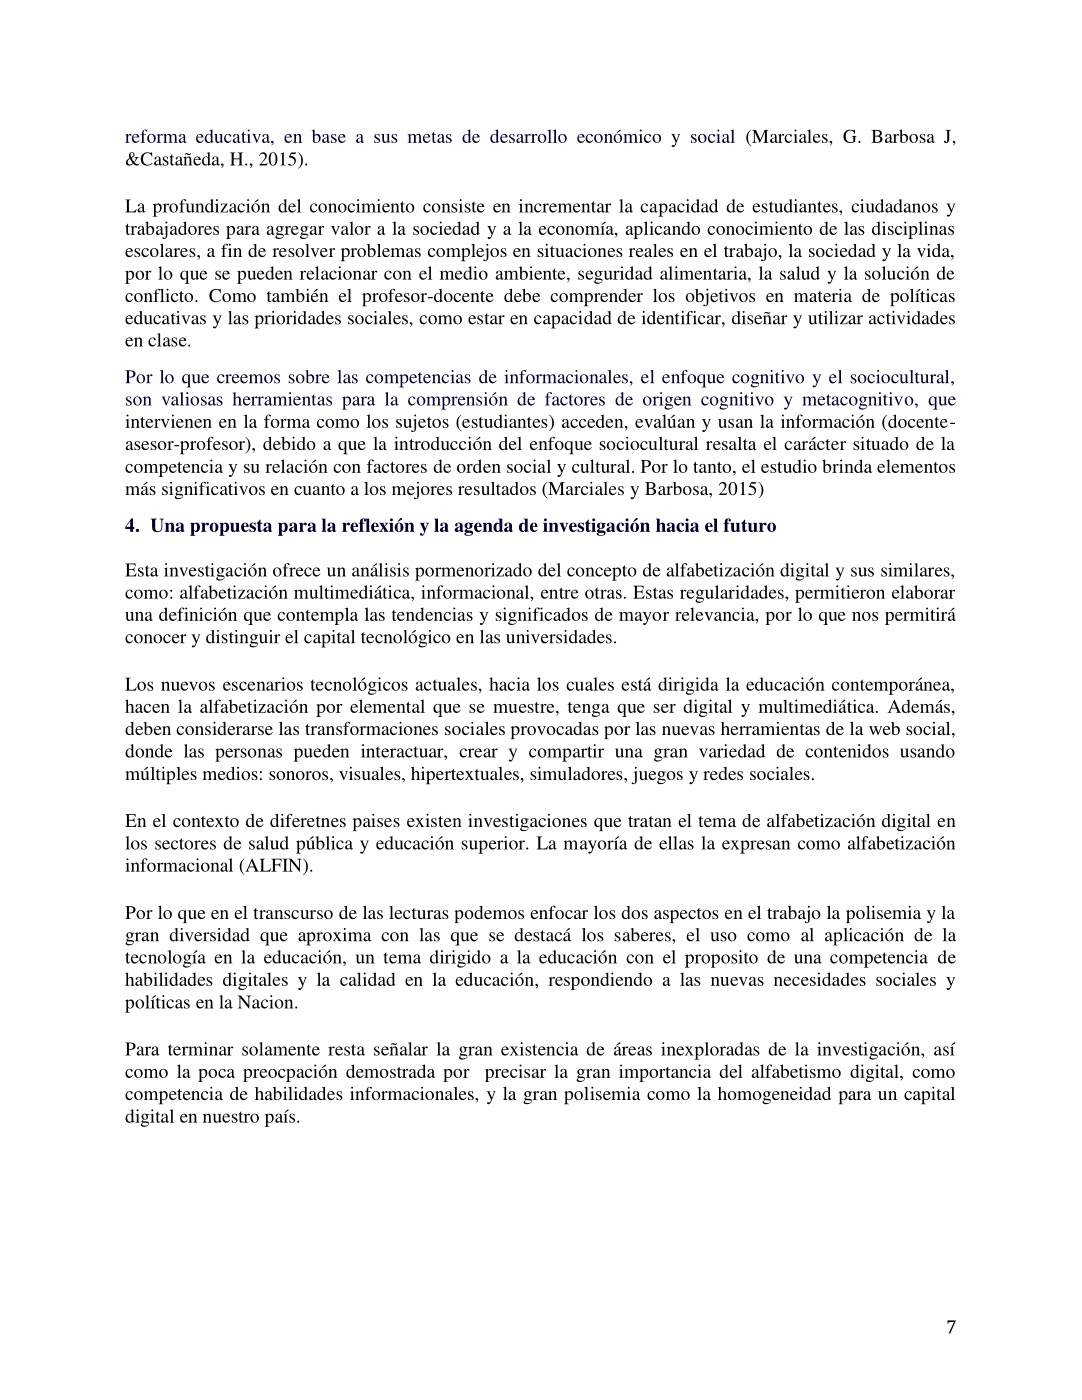 reforma educativa, en base a sus metas de desarrollo económico y social (Marciales, G. Barbosa J,
&Castañeda, H., 2015).
La profundización del conocimiento consiste en incrementar la capacidad de estudiantes, ciudadanos y
trabajadores para agregar valor a la sociedad y a la economía, aplicando conocimiento de las disciplinas
escolares, a fin de resolver problemas complejos en situaciones reales en el trabajo, la sociedad y la vida,
por lo que se pueden relacionar con el medio ambiente, seguridad alimentaria, la salud y la solución de
conflicto. Como también el profesor-docente debe comprender los objetivos en materia de políticas
educativas y las prioridades sociales, como estar en capacidad de identificar, diseñar y utilizar actividades
en clase.
Por lo que creemos sobre las competencias de informacionales, el enfoque cognitivo y el sociocultural,
son valiosas herramientas para la comprensión de factores de origen cognitivo y metacognitivo, que
intervienen en la forma como los sujetos (estudiantes) acceden, evalúan y usan la información (docente-
asesor-profesor), debido a que la introducción del enfoque sociocultural resalta el carácter situado de la
competencia y su relación con factores de orden social y cultural. Por lo tanto, el estudio brinda elementos
más significativos en cuanto a los mejores resultados (Marciales y Barbosa, 2015)
4. Una propuesta para la reflexión y la agenda de investigación hacia el futuro
Esta investigación ofrece un análisis pormenorizado del concepto de alfabetización digital y sus similares,
como: alfabetización multimediática, informacional, entre otras. Estas regularidades, permitieron elaborar
una definición que contempla las tendencias y significados de mayor relevancia, por lo que nos permitirá
conocer y distinguir el capital tecnológico en las universidades.
Los nuevos escenarios tecnológicos actuales, hacia los cuales está dirigida la educación contemporánea,
hacen la alfabetización por elemental que se muestre, tenga que ser digital y multimediática. Además,
deben considerarse las transformaciones sociales provocadas por las nuevas herramientas de la web social,
donde las personas pueden interactuar, crear y compartir una gran variedad de contenidos usando
múltiples medios: sonoros, visuales, hipertextuales, simuladores, juegos y redes sociales.
En el contexto de diferetnes paises existen investigaciones que tratan el tema de alfabetización digital en
los sectores de salud pública y educación superior. La mayoría de ellas la expresan como alfabetización
informacional (ALFIN).
Por lo que en el transcurso de las lecturas podemos enfocar los dos aspectos en el trabajo la polisemia y la
gran diversidad que aproxima con las que se destacá los saberes, el uso como al aplicación de la
tecnología en la educación, un tema dirigido a la educación con el proposito de una competencia de
habilidades digitales y la calidad en la educación, respondiendo a las nuevas necesidades sociales y
políticas en la Nacion.
Para terminar solamente resta señalar la gran existencia de áreas inexploradas de la investigación, así
como la poca preocpación demostrada por precisar la gran importancia del alfabetismo digital, como
competencia de habilidades informacionales, y la gran polisemia como la homogeneidad para un capital
digital en nuestro país.
7